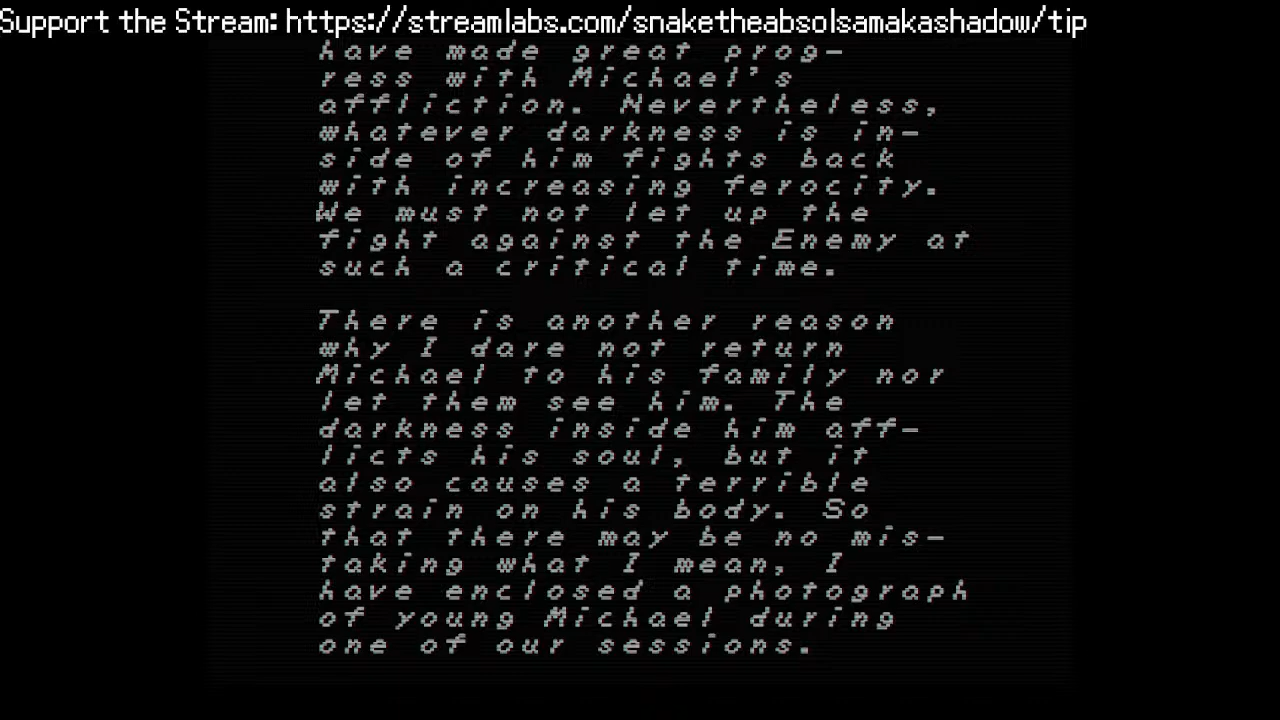 Support the Stream: https://streamlabs.com/snaketheabsolsamakashadow/tip
have made great prog-
ress with Michael's
affliction. Nevertheless,
whatever darkness is in-
side of him fights back
with increasing ferocity.
We must not let up the
fight against the Enemy at
such a critical time.
There is another reason
why I dare not return
Michael to his family nor
let them see him. The
darkness inside him aff-
licts his soul, but it
also causes a terrible
strain on his body. So
that there may be no mis-
taking what I mean, I
have enclosed a photograph
of young Michael during
one of our sessions.